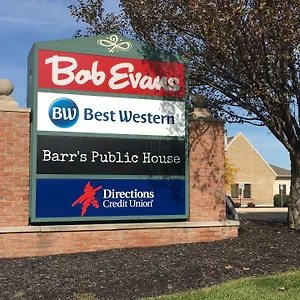 Bob Evans
BW Best Western
Barr's Public House
Directions
Credit Union®